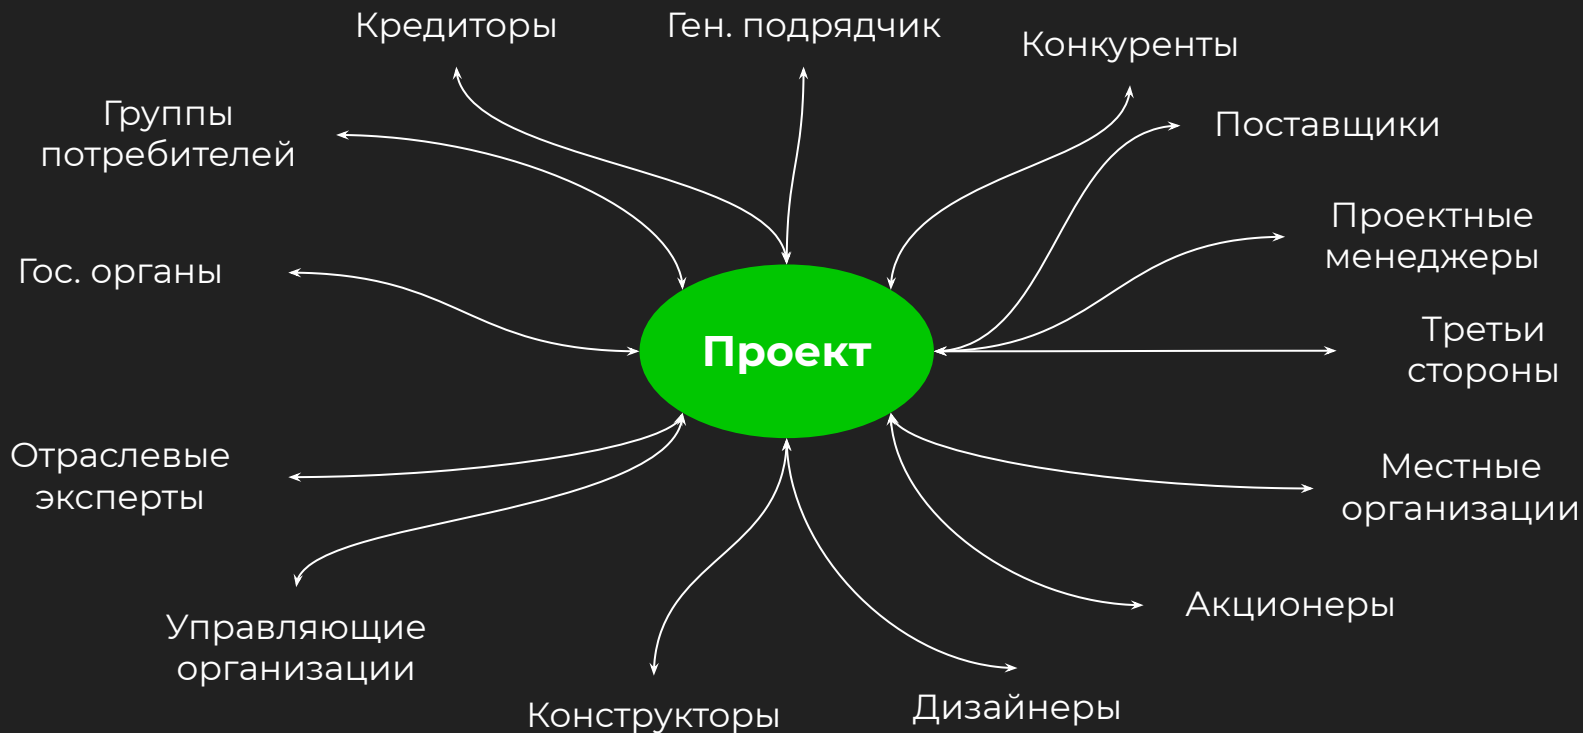 Кредиторы
Ген. подрядчик
Конкуренты
Группы
потребителей
Поставщики
Проектные
менеджеры
Гос. органы
Проект
Третьи
стороны
Отраслевые
эксперты
Местные
организации
Управляющие
организации
Акционеры
Конструкторы
Дизайнеры